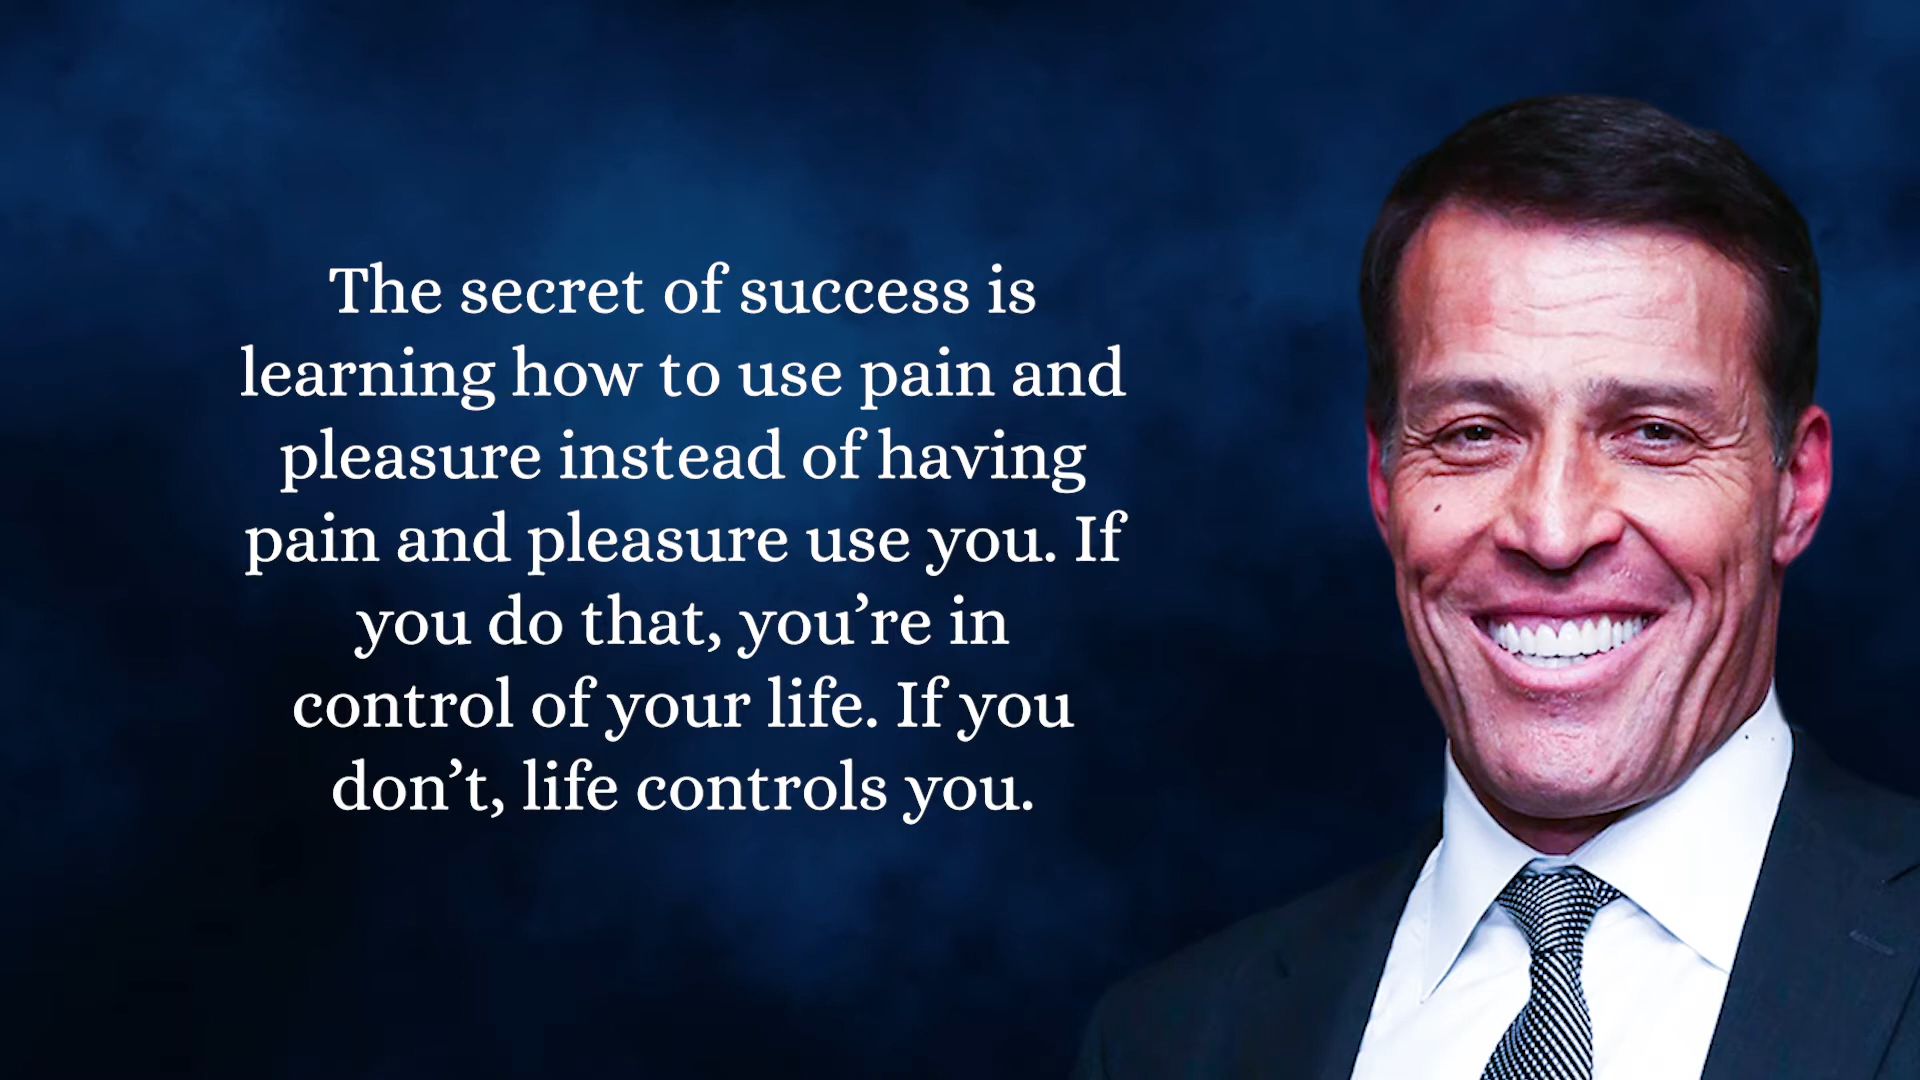 The secret of success is
learning how to use pain and
pleasure instead of having
pain and pleasure use you. If
you do that, you’re in
control of your life. If you
don’t, life controls you.